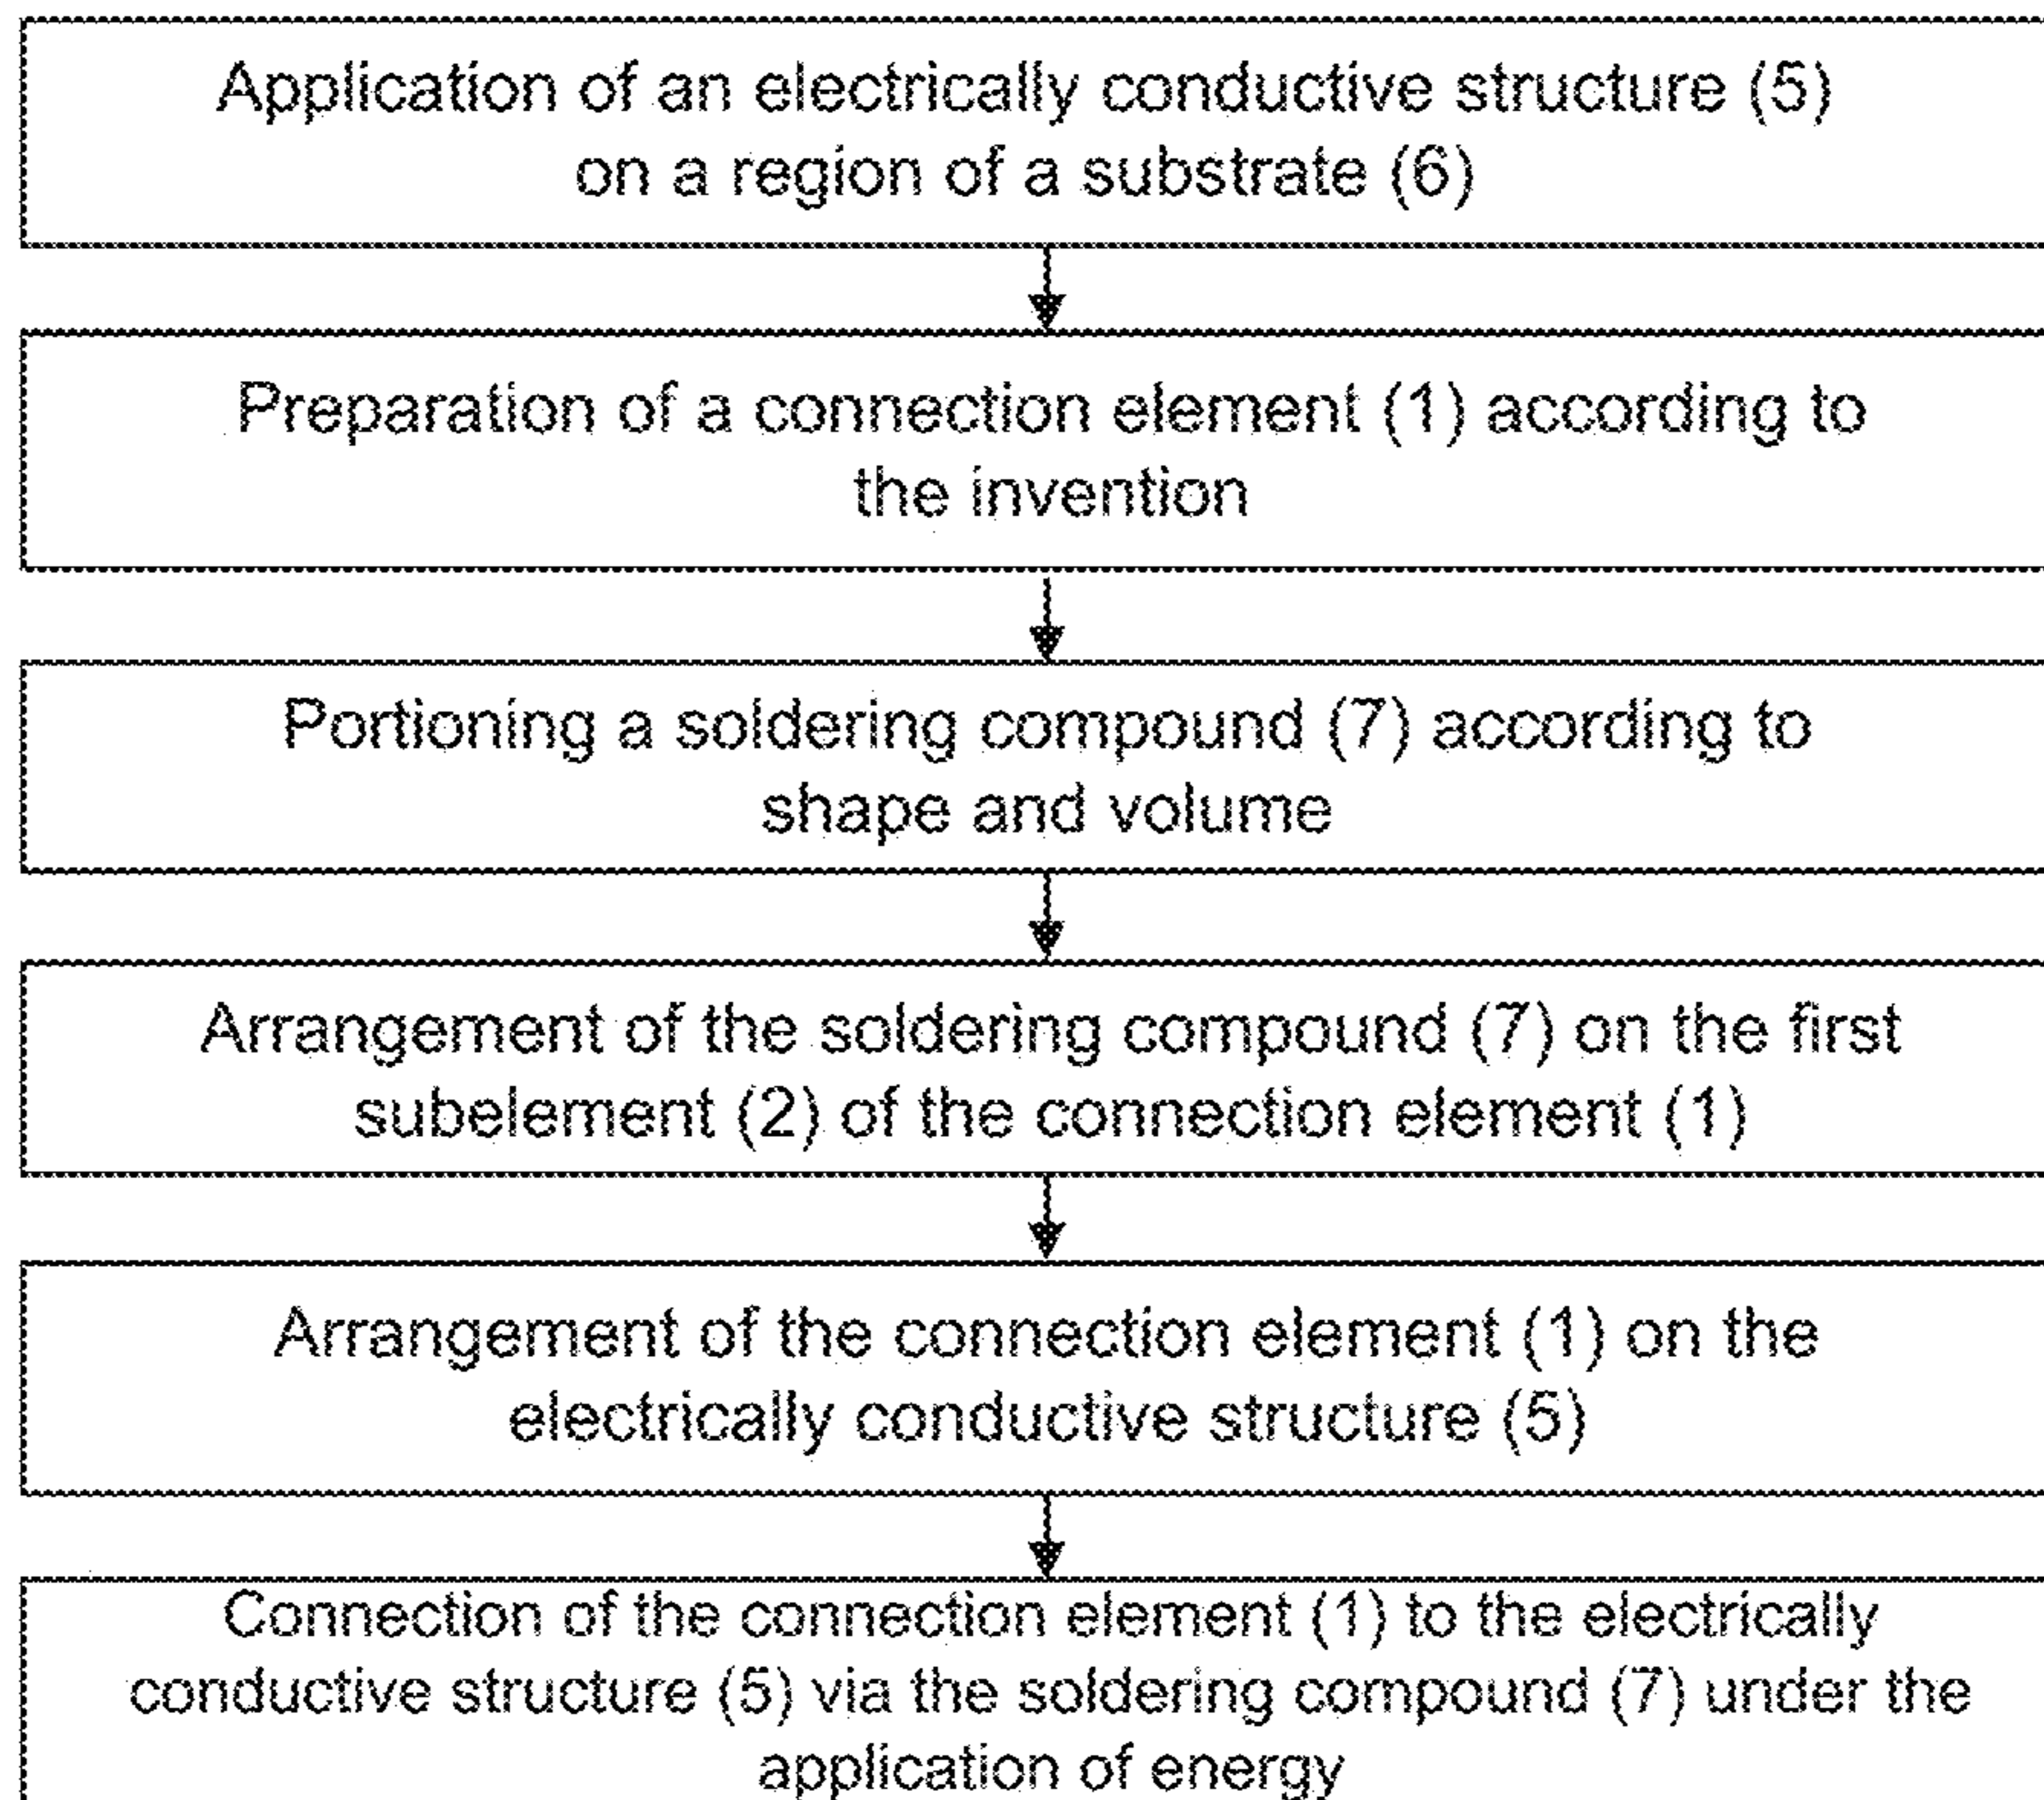 Application of an electrically conductive structure (5)
on a region of a substrate (6)
Preparation of a connection element (1) according to
the invention
Portioning a soldering compound (7) according to
shape and volume
Arrangement of the soldering compound (7) on the first
subelement (2) of the connection element (1)
Arrangement of the connection element (1) on the
electrically conductive structure (5)
Connection of the connection element (1) to the electrically
conductive structure (5) via the soldering compound (7) under the
application of energy